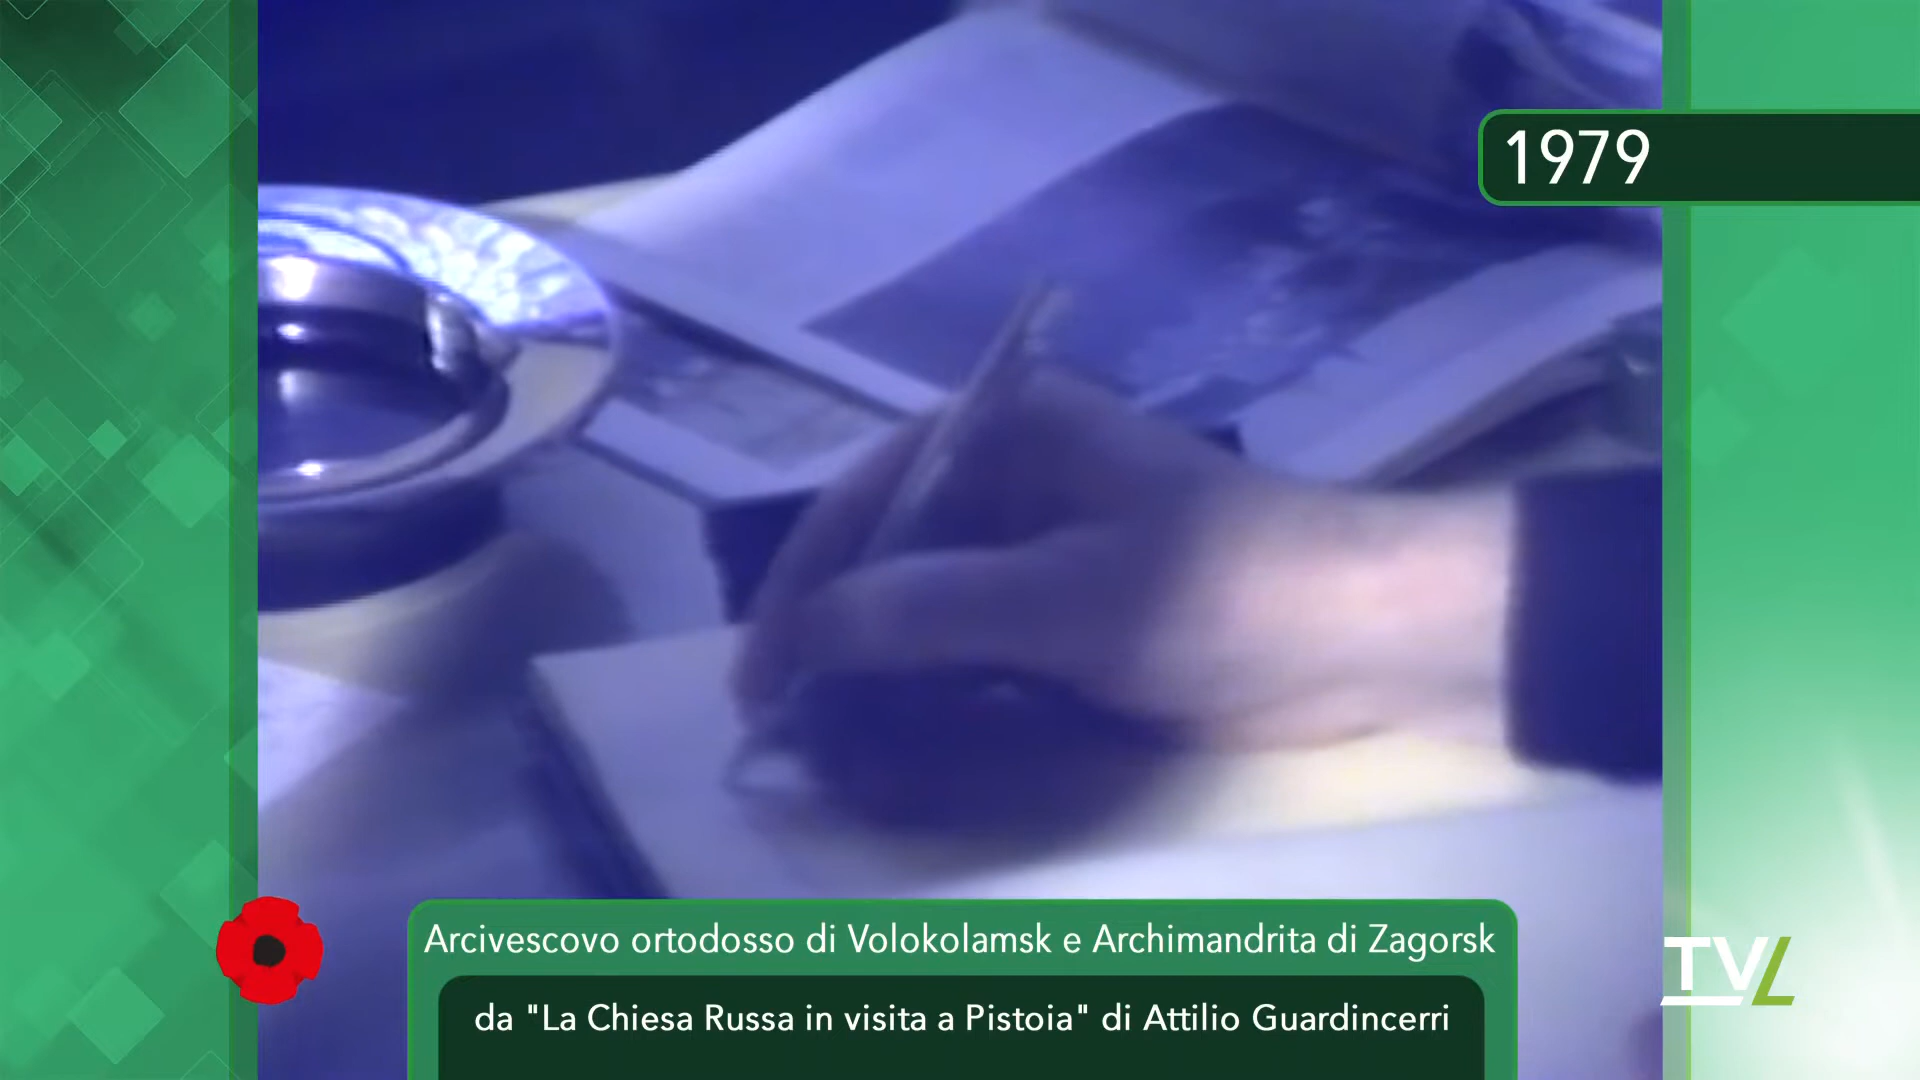 1979
Arcivescovo ortodosso di Volokolamsk e Archimandrita di Zagorsk
da "La Chiesa Russa in visita a Pistoia" di Attilio Guardincerri
TVL